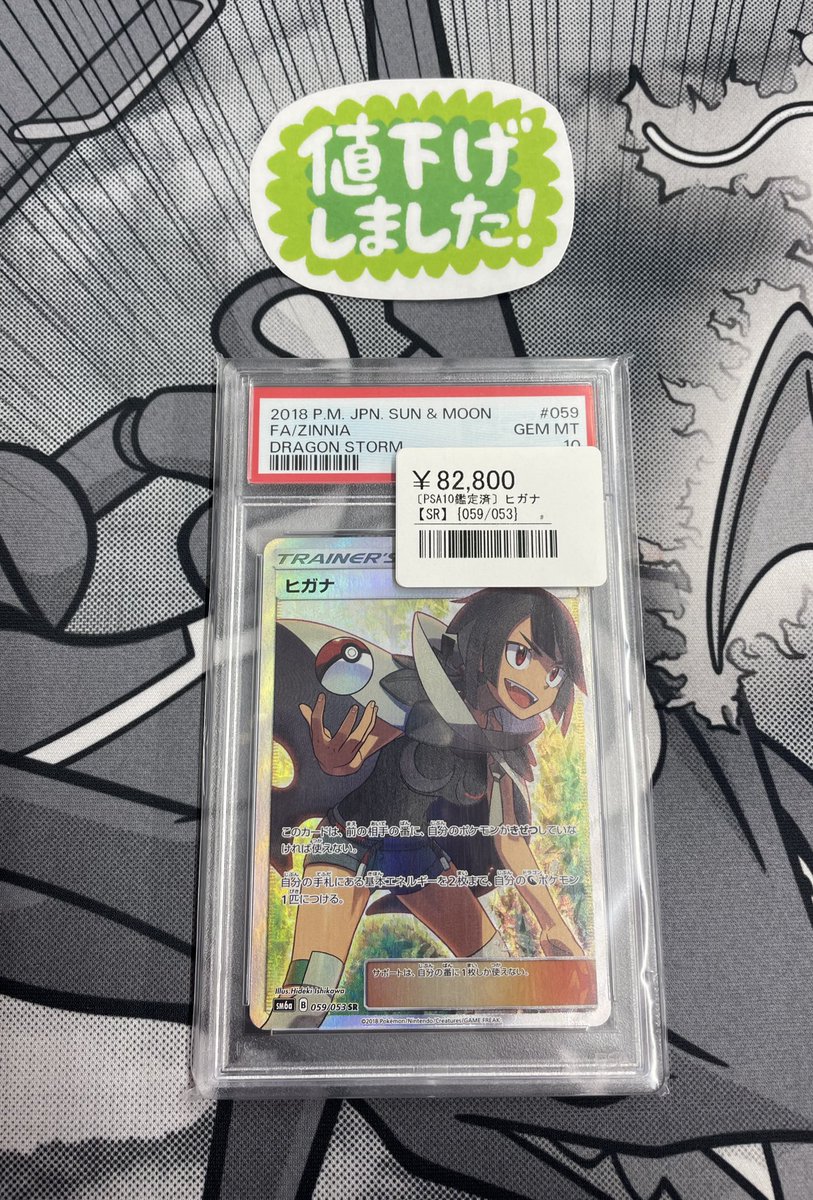 値下げ
しました!
2018 P.M. JPN. SUN & MOON #059
FA/ZINNIA GEM MT
DRAGON STORM 10
¥82,800
〔PSA10鑑定済〕ヒガナ
【SR】{059/053}
TRAINER'S
ヒガナ
このカードは、前の相手の番に、自分のポケモンがきぜつしていな
ければ使えない。
自分の手札にある基本エネルギーを2枚まで、自分のポケモン
1匹につける。
サポートは、自分の番に1枚しか使えない。
Illus. Hideki Ishikawa
SM6a B 059/053 SR
©2018 Pokémon/Nintendo/Creatures/GAME FREAK.